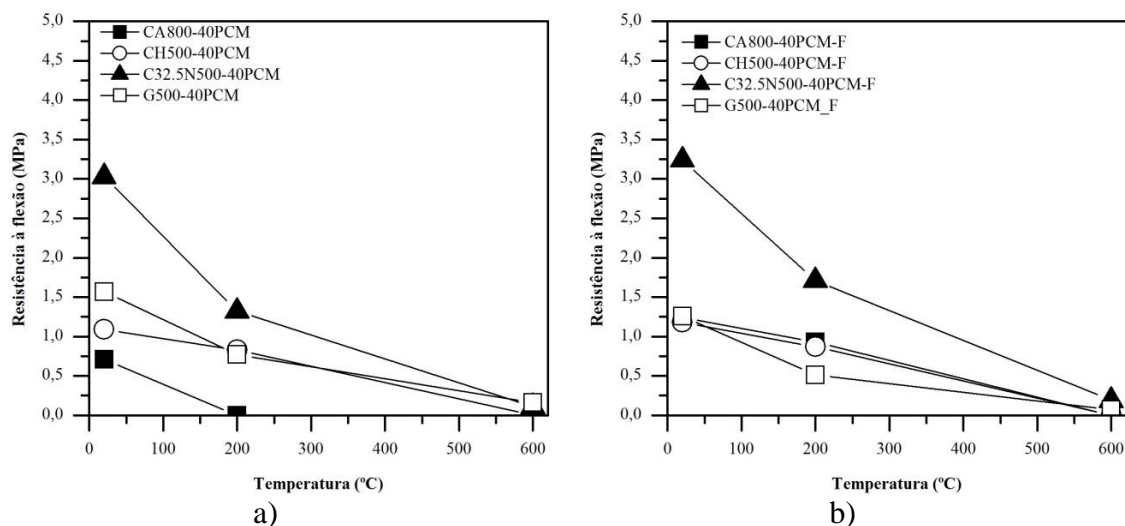 5,0
4,5
4,0
3,5
3,0
2,5
2,0
1,5
1,0
0,5
0,0
Resistência à flexão (MPa)
CA800-40PCM
CH500-40PCM
C32.5N500-40PCM
G500-40PCM
0 100 200 300 400 500 600
Temperatura (ºC)
a)
5,0
4,5
4,0
3,5
3,0
2,5
2,0
1,5
1,0
0,5
0,0
Resistência à flexão (MPa)
CA800-40PCM-F
CH500-40PCM-F
C32.5N500-40PCM-F
G500-40PCM_F
0 100 200 300 400 500 600
Temperatura (ºC)
b)